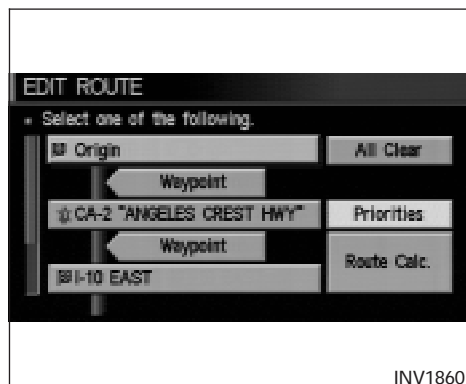 EDIT ROUTE
Select one of the following.
Origin
All Clear
Waypoint
CA-2 "ANGELES CREST HWY"
Priorities
Waypoint
Route Calc.
I-10 EAST
INV1860